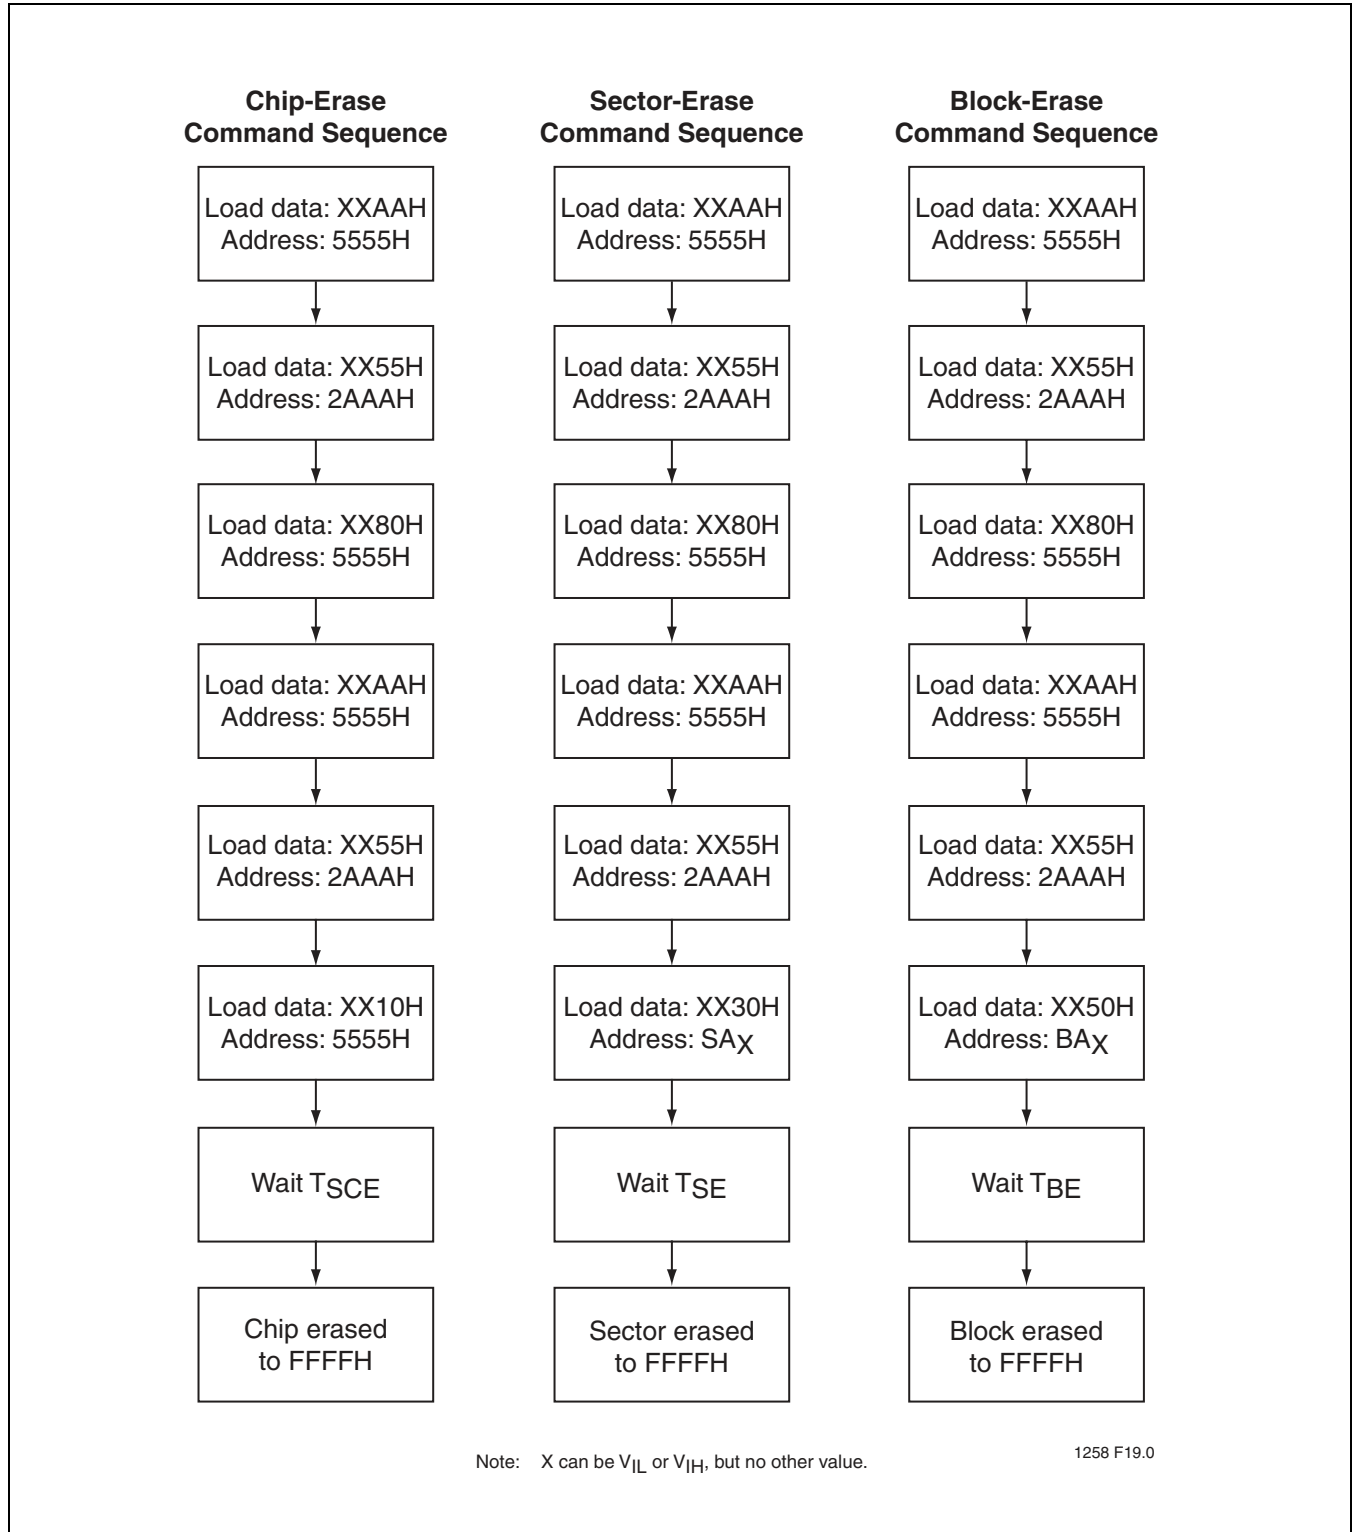 Chip-Erase
Command Sequence
Load data: XXAAH
Address: 5555H
Load data: XX55H
Address: 2AAAH
Load data: XX80H
Address: 5555H
Load data: XXAAH
Address: 5555H
Load data: XX55H
Address: 2AAAH
Load data: XX10H
Address: 5555H
Wait TSCE
Chip erased
to FFFFH
Sector-Erase
Command Sequence
Load data: XXAAH
Address: 5555H
Load data: XX55H
Address: 2AAAH
Load data: XX80H
Address: 5555H
Load data: XXAAH
Address: 5555H
Load data: XX55H
Address: 2AAAH
Load data: XX30H
Address: SAX
Wait TSE
Sector erased
to FFFFH
Block-Erase
Command Sequence
Load data: XXAAH
Address: 5555H
Load data: XX55H
Address: 2AAAH
Load data: XX80H
Address: 5555H
Load data: XXAAH
Address: 5555H
Load data: XX55H
Address: 2AAAH
Load data: XX50H
Address: BAX
Wait TBE
Block erased
to FFFFH
Note: X can be VIL or VIH, but no other value.
1258 F19.0